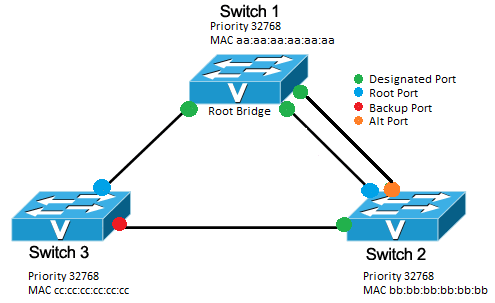 Switch 1
Priority 32768
MAC aa:aa:aa:aa:aa:aa
V
Root Bridge
Designated Port
Root Port
Backup Port
Alt Port
V
Switch 3
Priority 32768
MAC cc:cc:cc:cc:cc:cc
V
Switch 2
Priority 32768
MAC bb:bb:bb:bb:bb:bb